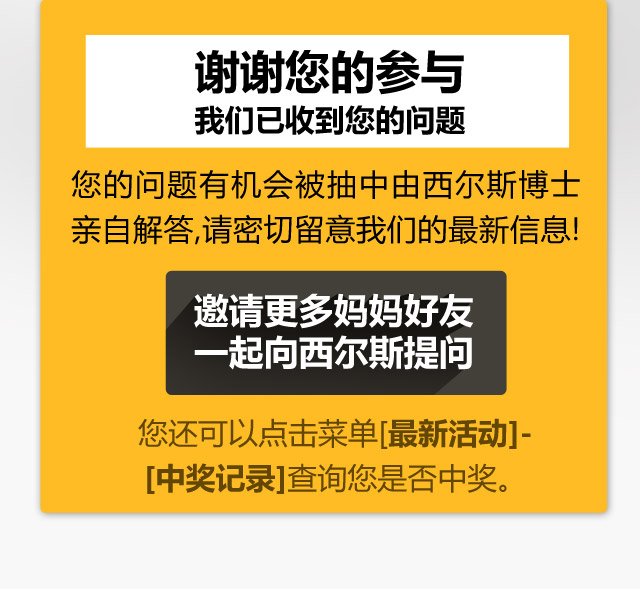 谢谢您的参与
我们已收到您的问题
您的问题有机会被抽中由西尔斯博士
亲自解答,请密切留意我们的最新信息!
邀请更多妈妈好友
一起向西尔斯提问
您还可以点击菜单[最新活动]-
[中奖记录]查询您是否中奖。